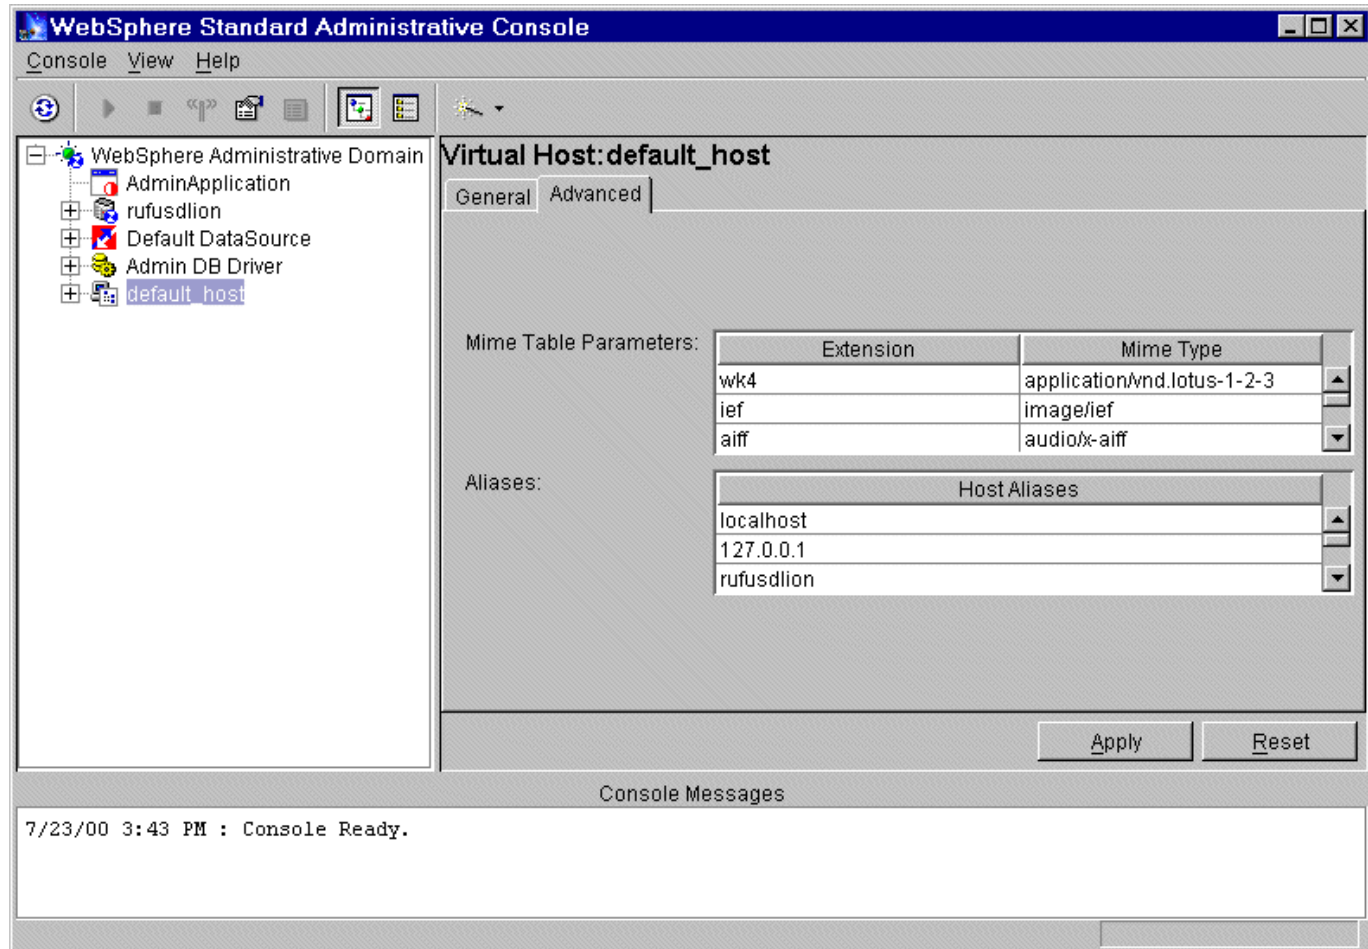 WebSphere Standard Administrative Console
Console View Help
WebSphere Administrative Domain
AdminApplication
rufusdlion
Default DataSource
Admin DB Driver
default_host
Virtual Host:default_host
General Advanced
Mime Table Parameters:
Extension Mime Type
wk4 application/vnd.lotus-1-2-3
ief image/ief
aiff audio/x-aiff
Aliases:
Host Aliases
localhost
127.0.0.1
rufusdlion
Apply Reset
Console Messages
7/23/00 3:43 PM : Console Ready.